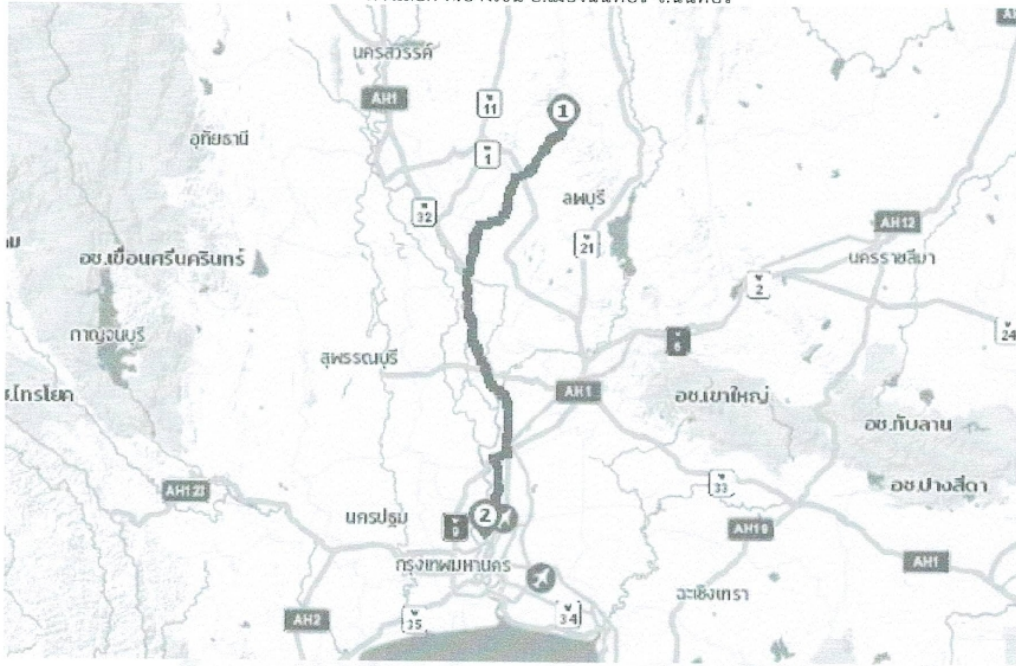 นครสวรรค์
AH1
11
1
1
อุทัยธานี
ลพบุรี
32
21
AH12
อช.เขื่อนศรีนครินทร์
นครราชสีมา
2
กาญจนบุรี
สุพรรณบุรี
6
24
AH1
อช.เขาใหญ่
อช.ทับลาน
อช.ปางสีดา
33
AH123
นครปฐม
2
9
AH19
กรุงเทพมหานคร
AH1
ฉะเชิงเทรา
AH2
35
34